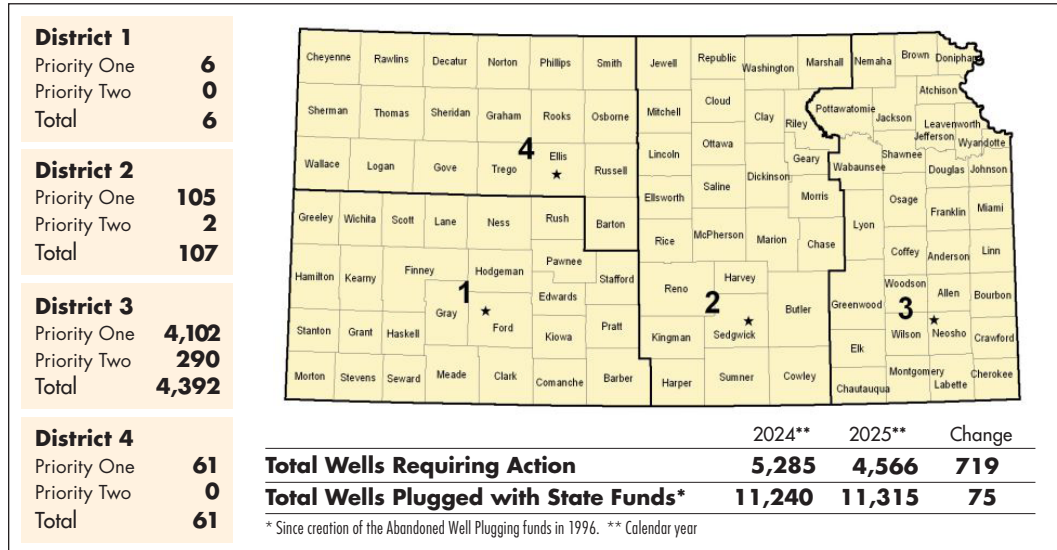 District 1
Priority One 6
Priority Two 0
Total 6
District 2
Priority One 105
Priority Two 2
Total 107
District 3
Priority One 4,102
Priority Two 290
Total 4,392
District 4
Priority One 61
Priority Two 0
Total 61
Cheyenne Rawlins Decatur Norton Phillips Smith Jewell Republic Washington Marshall Nemaha Brown Doniphan
Atchison
Sherman Thomas Sheridan Graham Rooks Osborne Mitchell Cloud Clay Riley Pottawatomie Jackson
Leavenworth
Jefferson Wyandotte
Wallace Logan Gove Trego 4 Ellis Russell Lincoln Ottawa Dickinson Geary Wabaunsee Shawnee Douglas Johnson
Ellsworth Saline Morris
Greeley Wichita Scott Lane Ness Rush Barton Rice McPherson Marion Chase Lyon Osage Franklin Miami
Hamilton Kearny Finney Hodgeman Pawnee Stafford Coffey Anderson Linn
1 Gray Ford Edwards Reno Harvey 2 Sedgwick Butler Greenwood Woodson 3 Allen Bourbon
Stanton Grant Haskell Kiowa Pratt Kingman Elk Wilson Neosho Crawford
Morton Stevens Seward Meade Clark Comanche Barber Harper Sumner Cowley Chautauqua Montgomery Labette Cherokee
2024** 2025** Change
Total Wells Requiring Action 5,285 4,566 719
Total Wells Plugged with State Funds* 11,240 11,315 75
* Since creation of the Abandoned Well Plugging funds in 1996. ** Calendar year